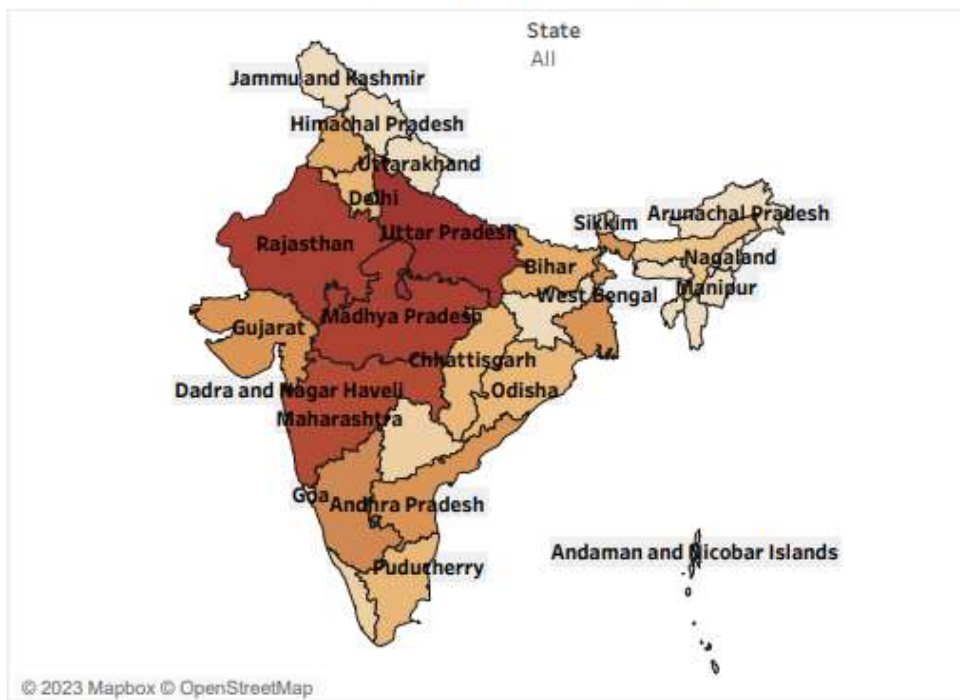 State
All
Jammu and Kashmir
Himachal Pradesh
Uttarakhand
Delhi
Sikkim
Arunachal Pradesh
Rajasthan
Uttar Pradesh
Bihar
Nagaland
West Bengal
Manipur
Gujarat
Madhya Pradesh
Chhattisgarh
Dadra and Nagar Haveli
Odisha
Maharashtra
Goa
Andhra Pradesh
Andaman and Nicobar Islands
Puducherry
© 2023 Mapbox © OpenStreetMap